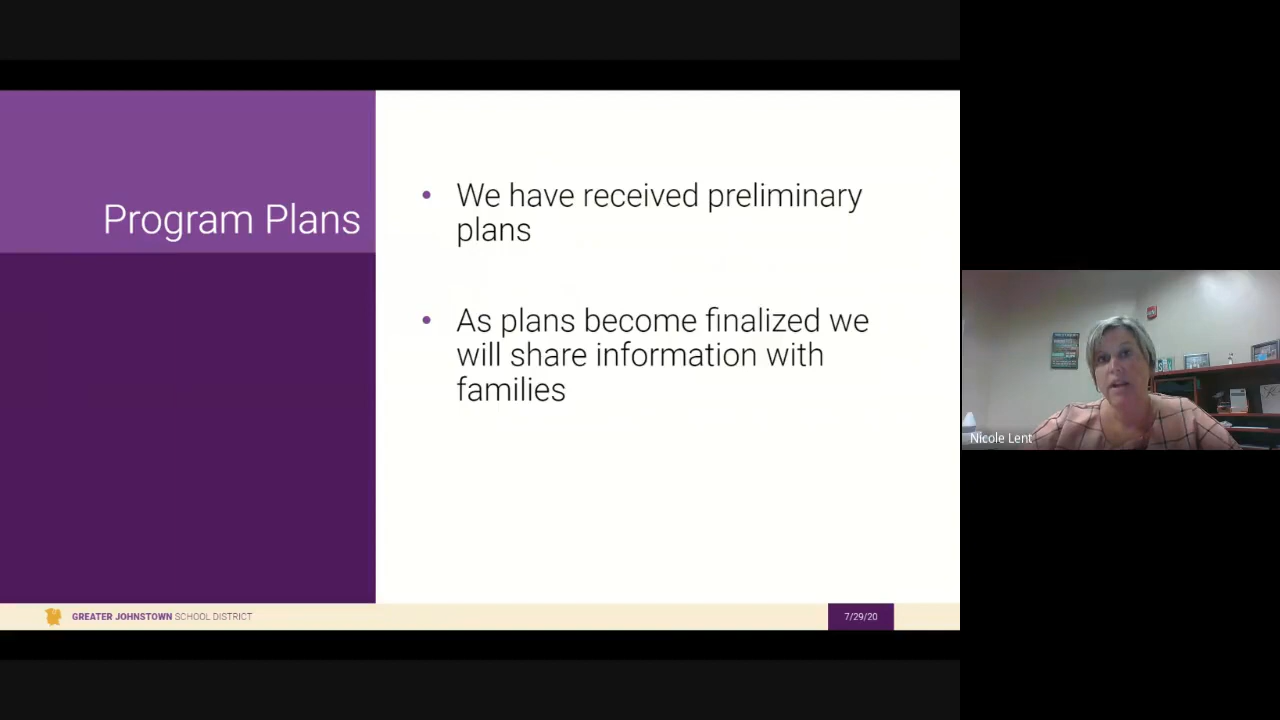 Program Plans
• We have received preliminary
plans
• As plans become finalized we
will share information with
families
Nicole Lent
GREATER JOHNSTOWN SCHOOL DISTRICT
7/29/20